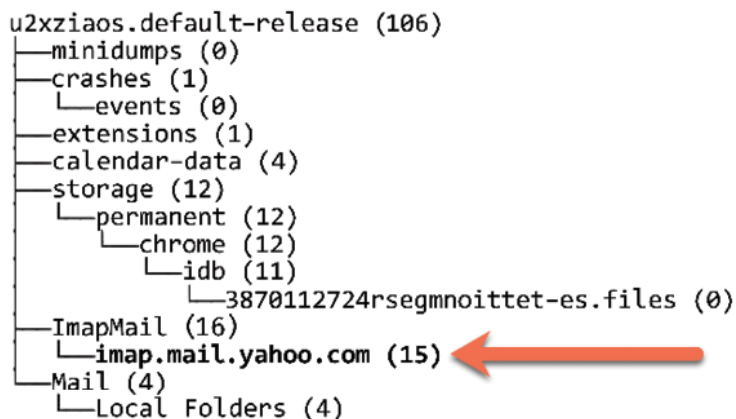 u2xziaos.default-release (106)
├──minidumps (0)
├──crashes (1)
│  └──events (0)
├──extensions (1)
├──calendar-data (4)
├──storage (12)
│  └──permanent (12)
│     └──chrome (12)
│        └──idb (11)
│           └──3870112724rsegmnoittet-es.files (0)
├──ImapMail (16)
│  └──imap.mail.yahoo.com (15)
└──Mail (4)
   └──Local Folders (4)